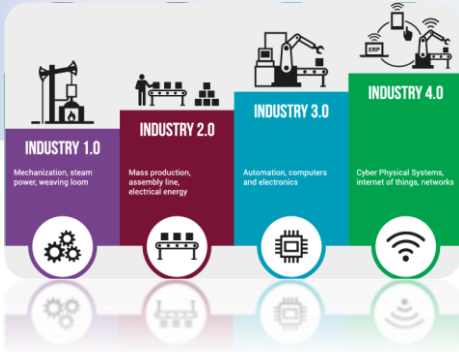 INDUSTRY 1.0
Mechanization, steam
power, weaving loom
INDUSTRY 2.0
Mass production,
assembly line,
electrical energy
INDUSTRY 3.0
Automation, computers
and electronics
ERP
INDUSTRY 4.0
Cyber Physical Systems,
internet of things, networks